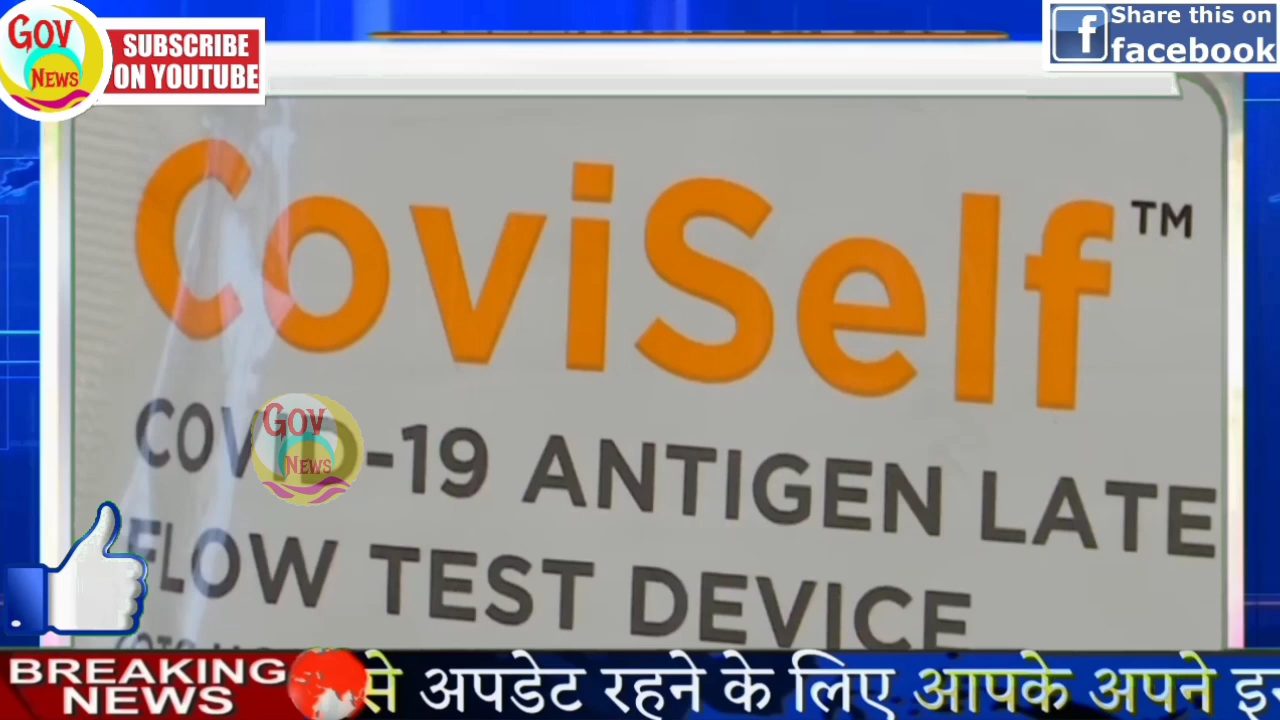 GOV
NEWS
SUBSCRIBE
ON YOUTUBE
Share this on
facebook
CoviSelf™
COVID-19 ANTIGEN LATE
FLOW TEST DEVICE
GOV
NEWS
BREAKING
NEWS
से अपडेट रहने के लिए आपके अपने